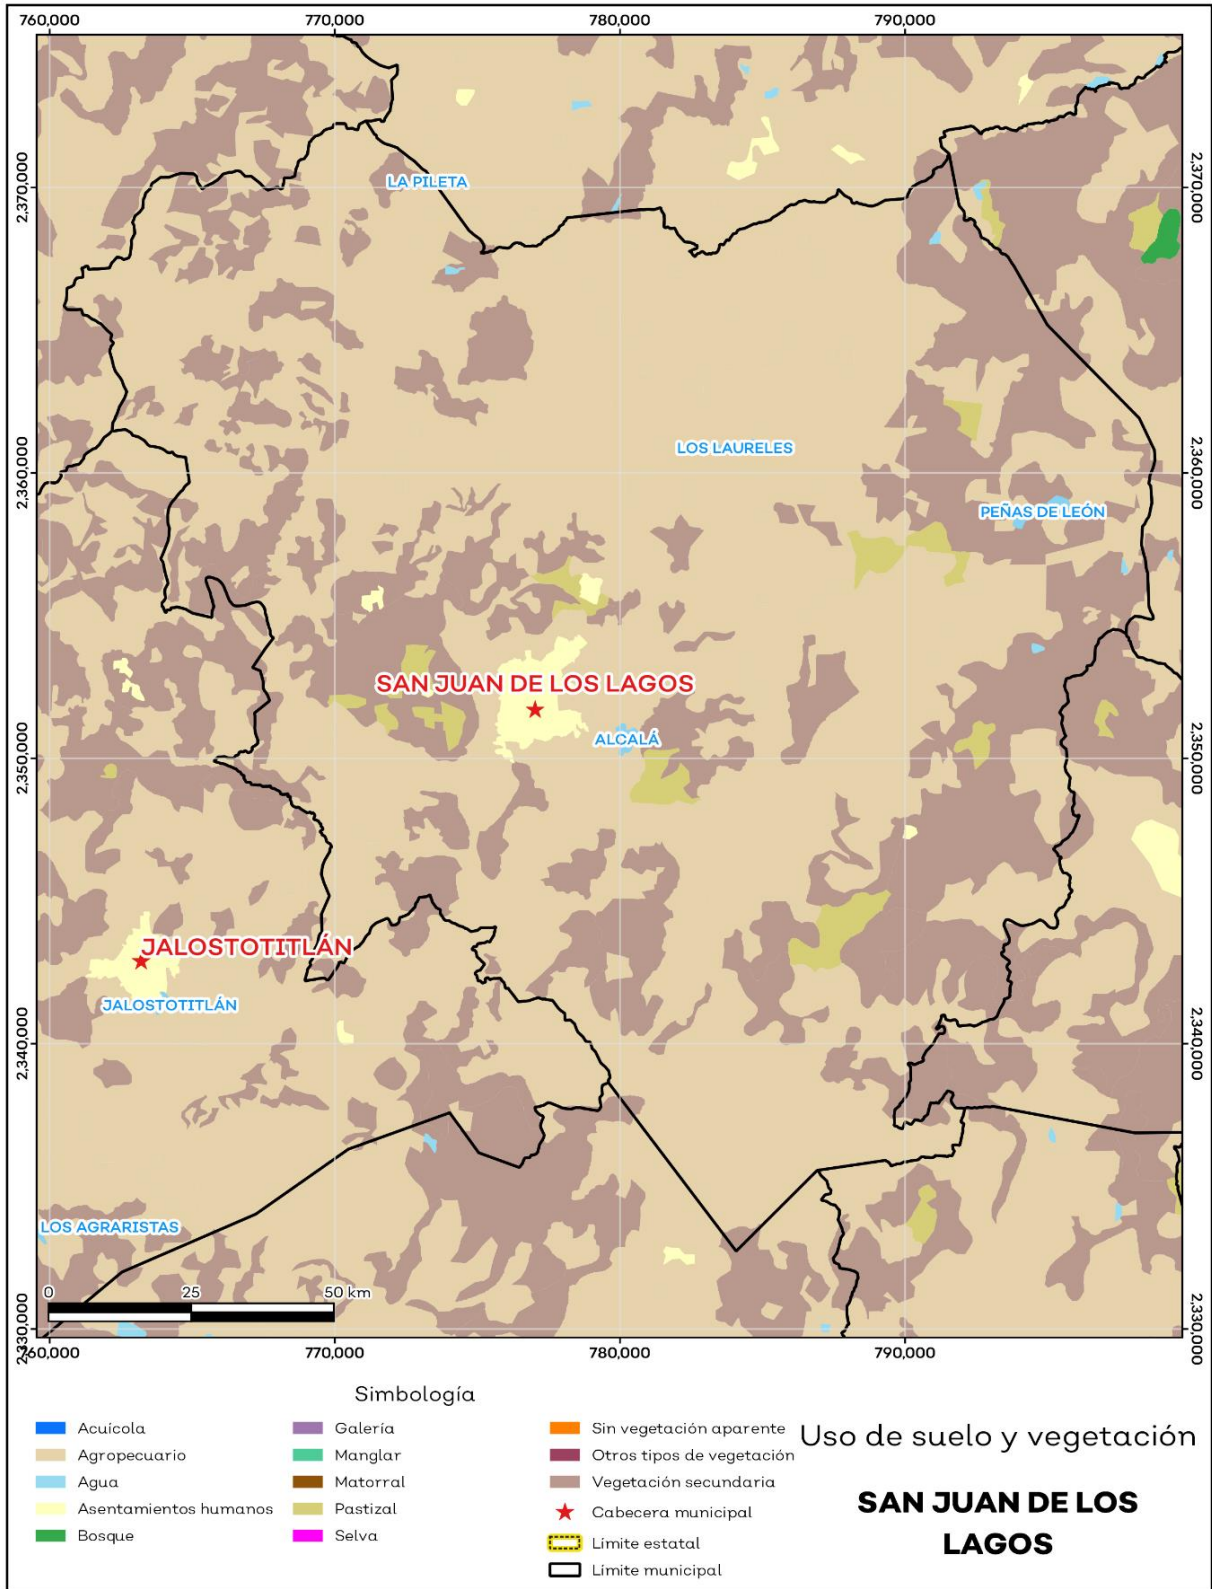 760,000
770,000
780,000
790,000
2,370,000
2,370,000
LA PILETA
LOS LAURELES
2,360,000
2,360,000
PEÑAS DE LEÓN
SAN JUAN DE LOS LAGOS
ALCALÁ
2,350,000
2,350,000
JALOSTOTITLÁN
JALOSTOTITLÁN
2,340,000
2,340,000
LOS AGRARISTAS
0 25 50 km
2,330,000
2,330,000
760,000
770,000
780,000
790,000
Simbología
Acuícola
Agropecuario
Agua
Asentamientos humanos
Bosque
Galería
Manglar
Matorral
Pastizal
Selva
Sin vegetación aparente
Otros tipos de vegetación
Vegetación secundaria
Cabecera municipal
Límite estatal
Límite municipal
Uso de suelo y vegetación
SAN JUAN DE LOS
LAGOS